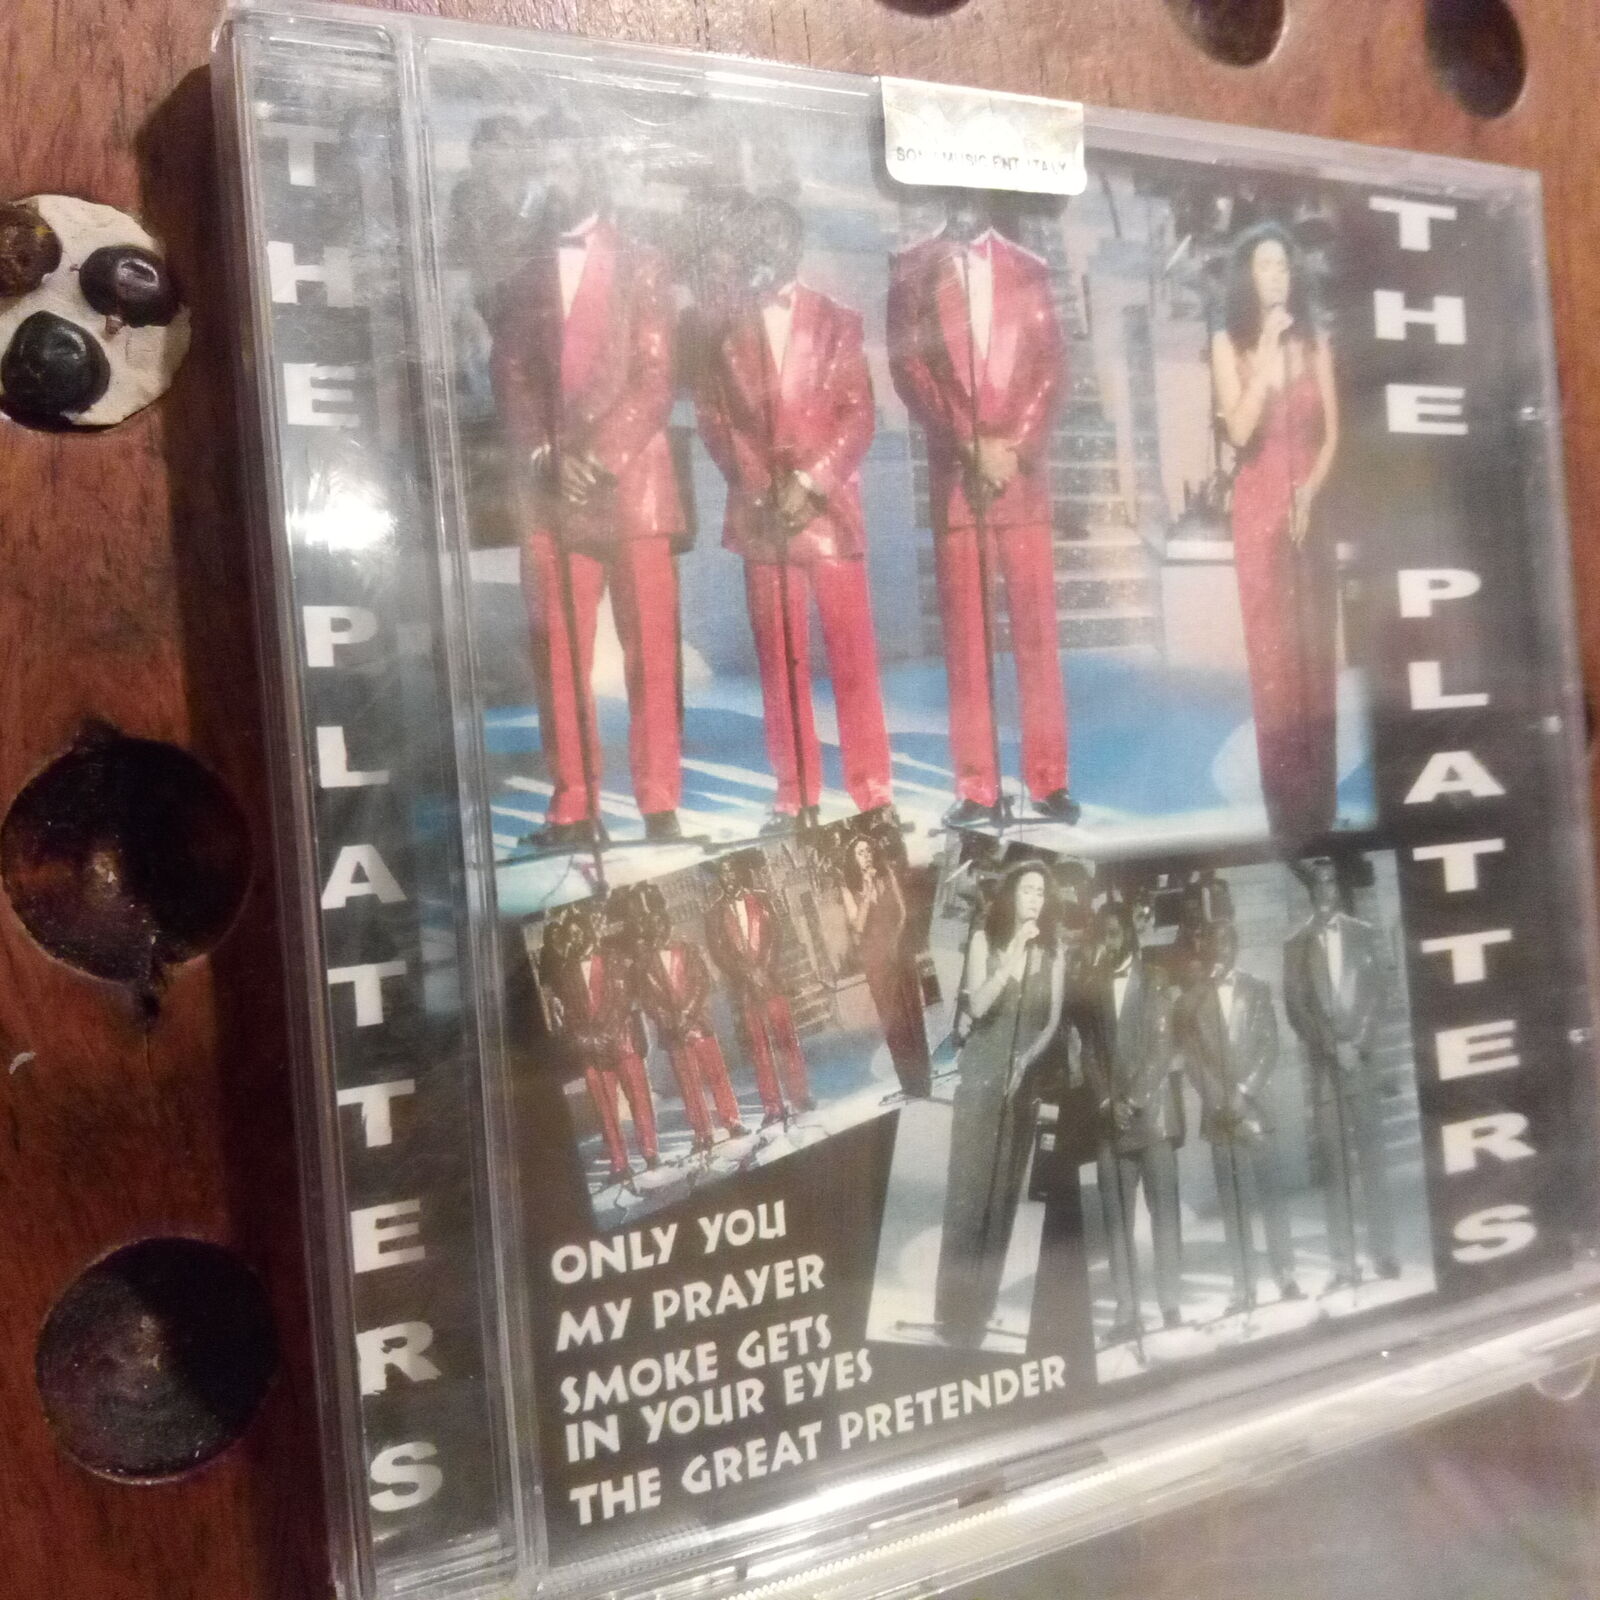 THE PLATTERS
SONY MUSIC ENT. ITALY
THE PLATTERS
ONLY YOU
MY PRAYER
SMOKE GETS
IN YOUR EYES
THE GREAT PRETENDER